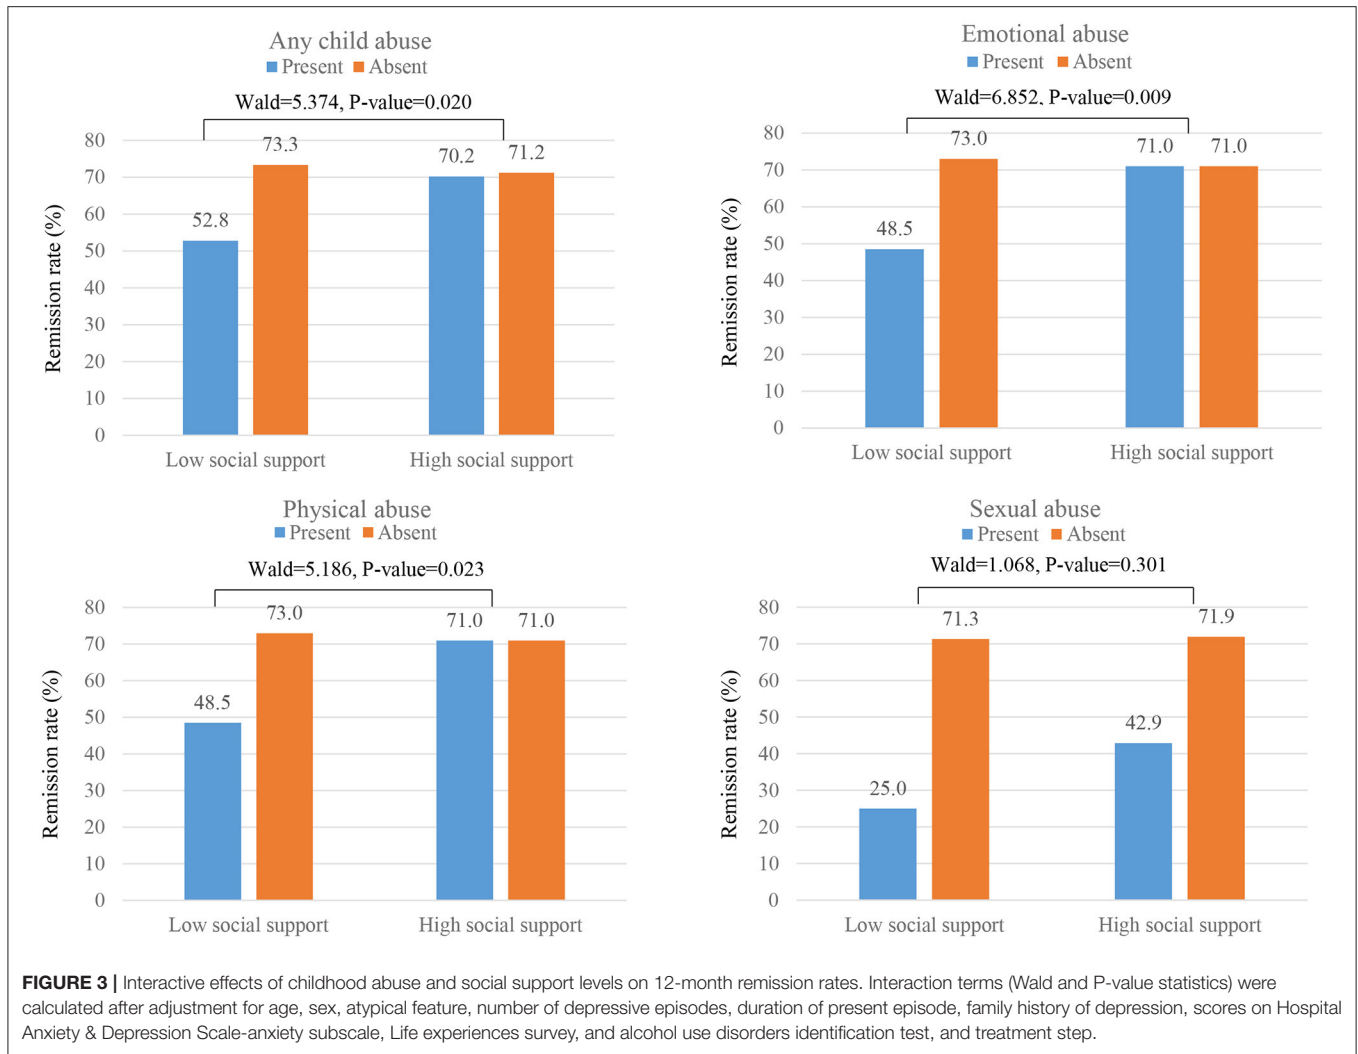 Any child abuse
Present Absent
Wald=5.374, P-value=0.020
80
70
60
50
40
30
20
10
0
Remission rate (%)
52.8
73.3
70.2
71.2
Low social support
High social support
Emotional abuse
Present Absent
Wald=6.852, P-value=0.009
80
70
60
50
40
30
20
10
0
Remission rate (%)
48.5
73.0
71.0
71.0
Low social support
High social support
Physical abuse
Present Absent
Wald=5.186, P-value=0.023
80
70
60
50
40
30
20
10
0
Remission rate (%)
48.5
73.0
71.0
71.0
Low social support
High social support
Sexual abuse
Present Absent
Wald=1.068, P-value=0.301
80
70
60
50
40
30
20
10
0
Remission rate (%)
25.0
71.3
42.9
71.9
Low social support
High social support
FIGURE 3 | Interactive effects of childhood abuse and social support levels on 12-month remission rates. Interaction terms (Wald and P-value statistics) were
calculated after adjustment for age, sex, atypical feature, number of depressive episodes, duration of present episode, family history of depression, scores on Hospital
Anxiety & Depression Scale-anxiety subscale, Life experiences survey, and alcohol use disorders identification test, and treatment step.